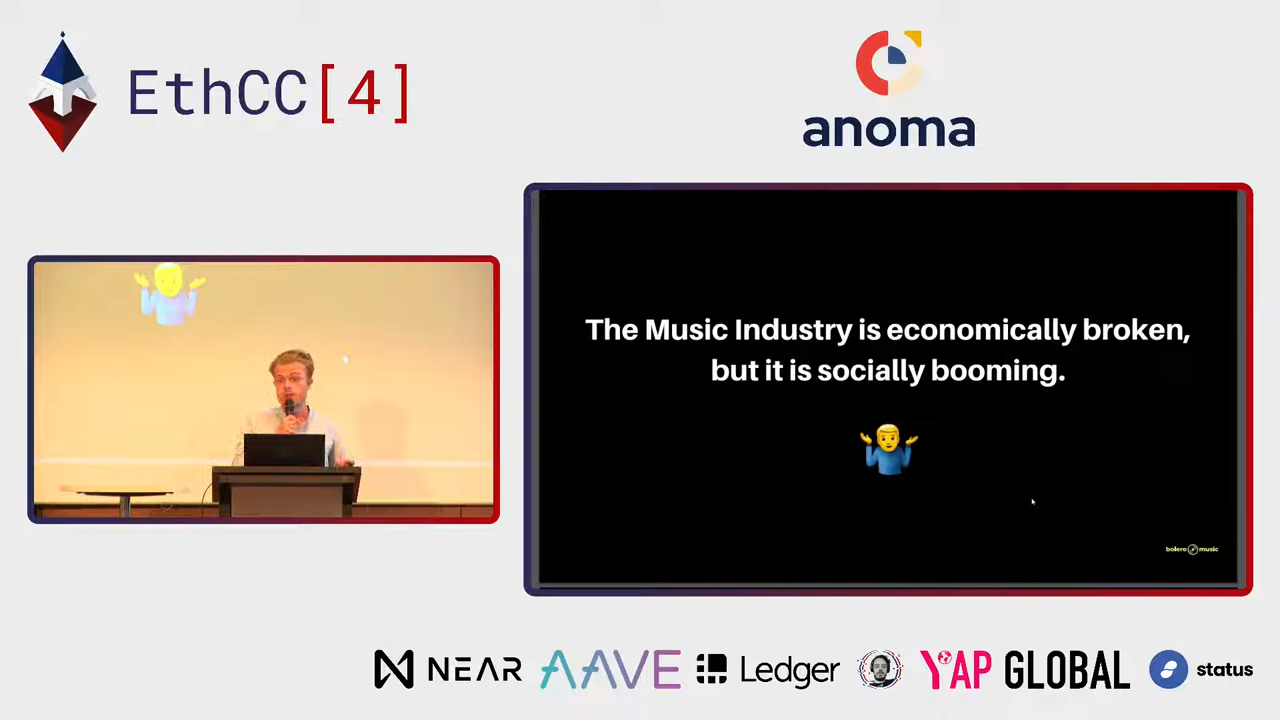 EthCC[4]
anoma
The Music Industry is economically broken,
but it is socially booming.
bolero music
NEAR
AAVE
Ledger
YAP GLOBAL
status